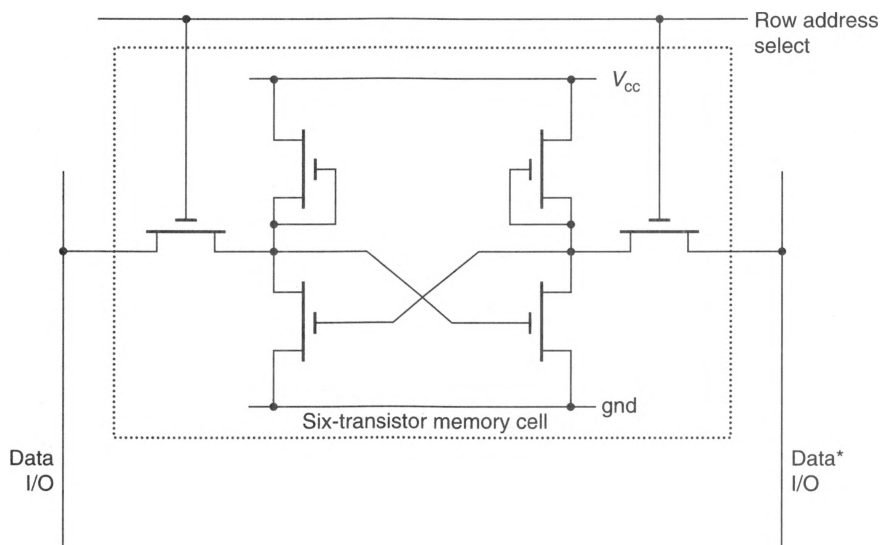 Row address
select
Vcc
gnd
Six-transistor memory cell
Data
I/O
Data*
I/O